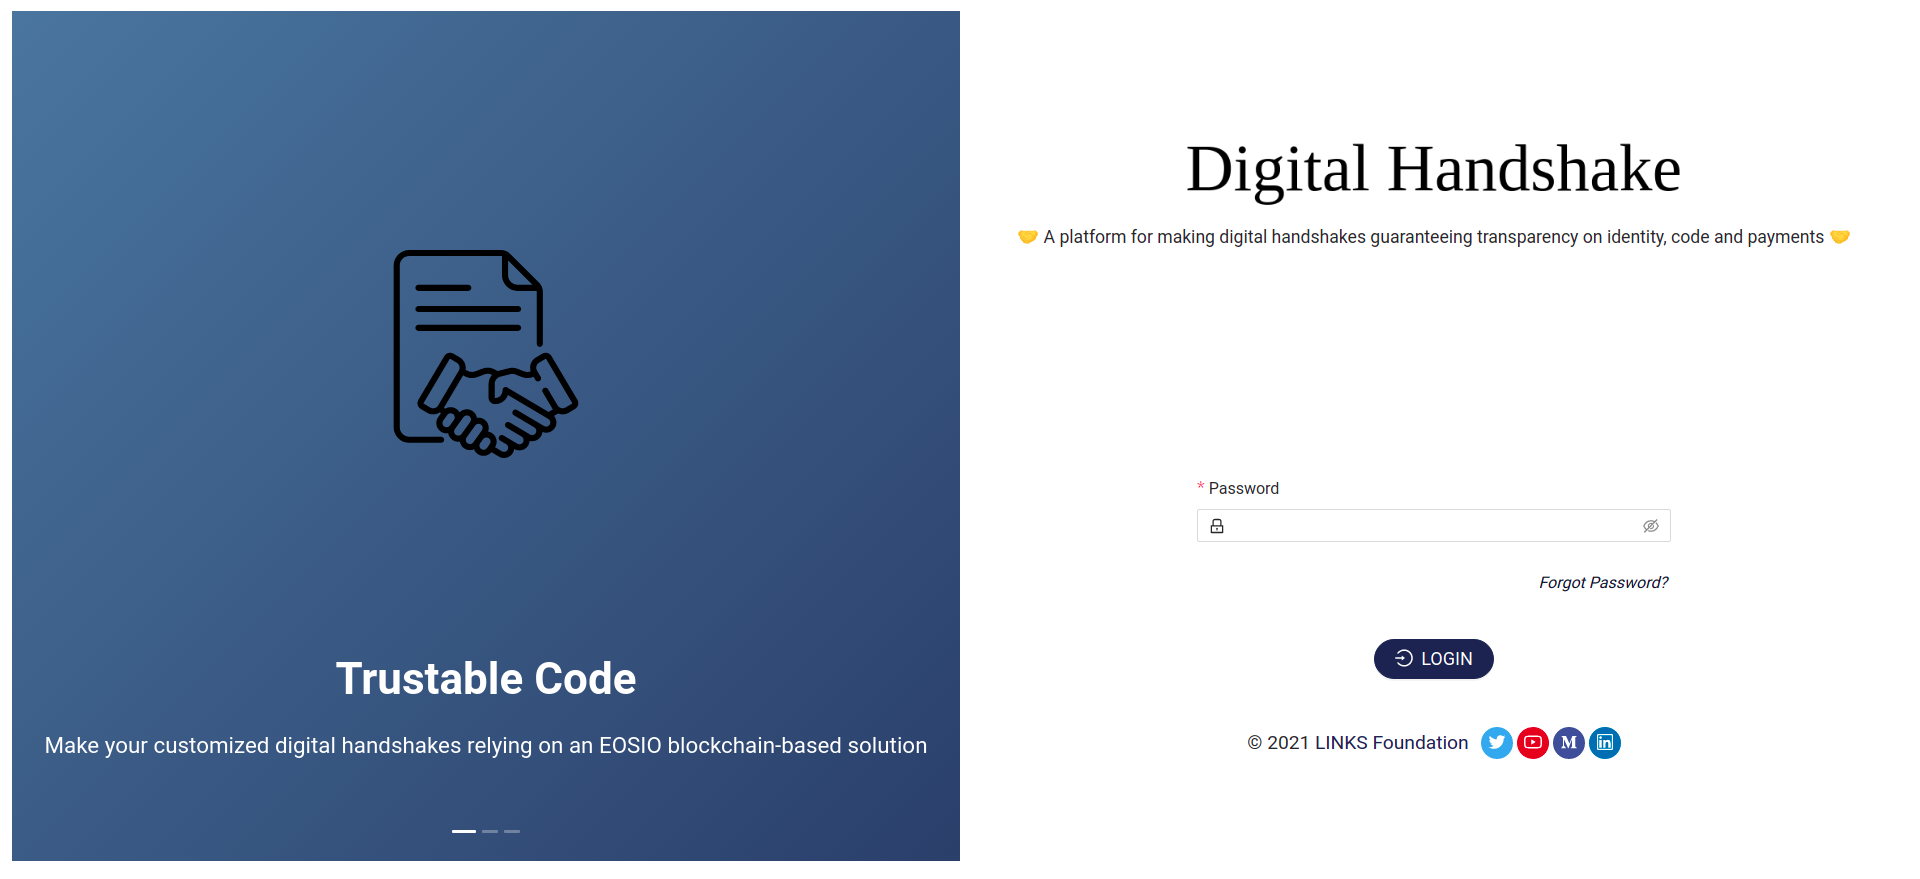 Trustable Code
Make your customized digital handshakes relying on an EOSIO blockchain-based solution
Digital Handshake
🤝 A platform for making digital handshakes guaranteeing transparency on identity, code and payments 🤝
* Password
Forgot Password?
LOGIN
© 2021 LINKS Foundation
M
in